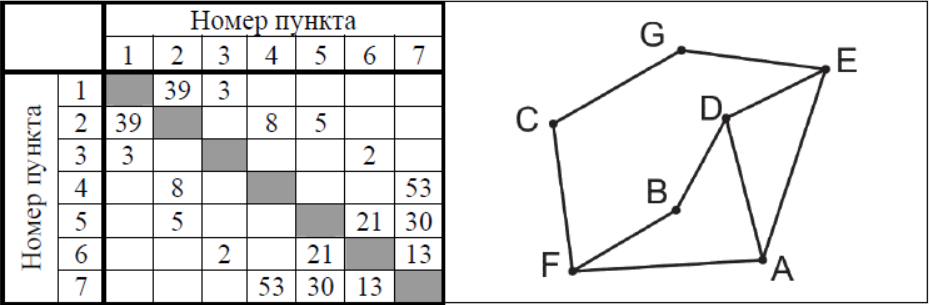 Номер пункта
1 2 3 4 5 6 7
Номер пункта
1 39 3
2 39 8 5
3 3 2
4 8 53
5 5 21 30
6 2 21 13
7 53 30 13
G
E
D
C
B
F
A